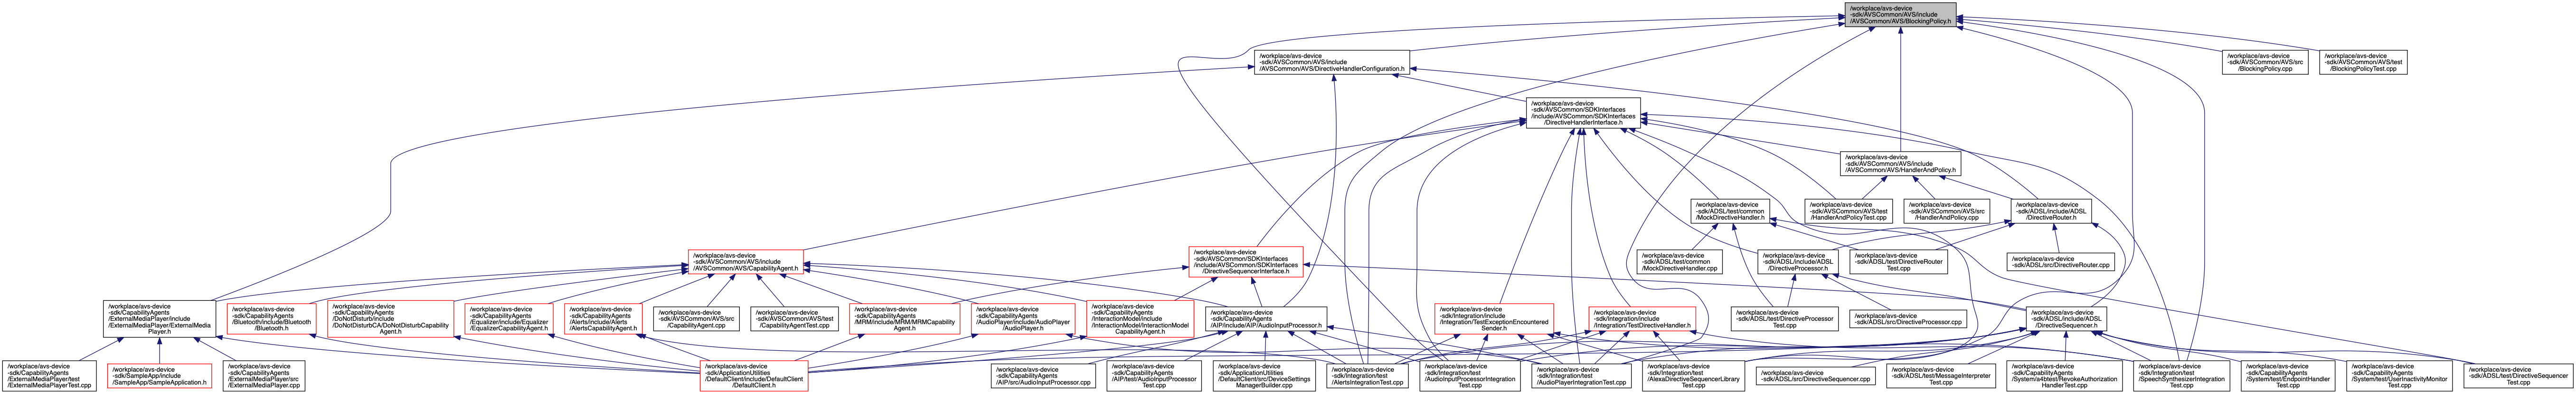 /workplace/avs-device
-sdk/AVSCommon/AVS/include
/AVSCommon/AVS/BlockingPolicy.h
/workplace/avs-device
-sdk/AVSCommon/AVS/include
/AVSCommon/AVS/DirectiveHandlerConfiguration.h
/workplace/avs-device
-sdk/AVSCommon/AVS/src
/BlockingPolicy.cpp
/workplace/avs-device
-sdk/AVSCommon/AVS/test
/BlockingPolicyTest.cpp
/workplace/avs-device
-sdk/AVSCommon/SDKInterfaces
/include/AVSCommon/SDKInterfaces
/DirectiveHandlerInterface.h
/workplace/avs-device
-sdk/AVSCommon/AVS/include
/AVSCommon/AVS/HandlerAndPolicy.h
/workplace/avs-device
-sdk/ADSL/test/common
/MockDirectiveHandler.h
/workplace/avs-device
-sdk/AVSCommon/AVS/test
/HandlerAndPolicyTest.cpp
/workplace/avs-device
-sdk/AVSCommon/AVS/src
/HandlerAndPolicy.cpp
/workplace/avs-device
-sdk/ADSL/include/ADSL
/DirectiveRouter.h
/workplace/avs-device
-sdk/AVSCommon/AVS/include
/AVSCommon/AVS/CapabilityAgent.h
/workplace/avs-device
-sdk/AVSCommon/SDKInterfaces
/include/AVSCommon/SDKInterfaces
/DirectiveSequencerInterface.h
/workplace/avs-device
-sdk/ADSL/test/common
/MockDirectiveHandler.cpp
/workplace/avs-device
-sdk/ADSL/include/ADSL
/DirectiveProcessor.h
/workplace/avs-device
-sdk/ADSL/test/DirectiveRouter
Test.cpp
/workplace/avs-device
-sdk/ADSL/src/DirectiveRouter.cpp
/workplace/avs-device
-sdk/CapabilityAgents
/ExternalMediaPlayer/include
/ExternalMediaPlayer/ExternalMedia
Player.h
/workplace/avs-device
-sdk/CapabilityAgents
/Bluetooth/include/Bluetooth
/Bluetooth.h
/workplace/avs-device
-sdk/CapabilityAgents
/DoNotDisturb/include
/DoNotDisturbCA/DoNotDisturbCapability
Agent.h
/workplace/avs-device
-sdk/CapabilityAgents
/Equalizer/include/Equalizer
/EqualizerCapabilityAgent.h
/workplace/avs-device
-sdk/CapabilityAgents
/Alerts/include/Alerts
/AlertsCapabilityAgent.h
/workplace/avs-device
-sdk/AVSCommon/AVS/src
/CapabilityAgent.cpp
/workplace/avs-device
-sdk/AVSCommon/AVS/test
/CapabilityAgentTest.cpp
/workplace/avs-device
-sdk/CapabilityAgents
/MRM/include/MRM/MRMCapability
Agent.h
/workplace/avs-device
-sdk/CapabilityAgents
/AudioPlayer/include/AudioPlayer
/AudioPlayer.h
/workplace/avs-device
-sdk/CapabilityAgents
/InteractionModel/include
/InteractionModel/InteractionModel
CapabilityAgent.h
/workplace/avs-device
-sdk/CapabilityAgents
/AIP/include/AIP/AudioInputProcessor.h
/workplace/avs-device
-sdk/Integration/include
/Integration/TestExceptionEncountered
Sender.h
/workplace/avs-device
-sdk/Integration/include
/Integration/TestDirectiveHandler.h
/workplace/avs-device
-sdk/ADSL/test/DirectiveProcessor
Test.cpp
/workplace/avs-device
-sdk/ADSL/src/DirectiveProcessor.cpp
/workplace/avs-device
-sdk/ADSL/include/ADSL
/DirectiveSequencer.h
/workplace/avs-device
-sdk/CapabilityAgents
/ExternalMediaPlayer/test
/ExternalMediaPlayerTest.cpp
/workplace/avs-device
-sdk/SampleApp/include
/SampleApp/SampleApplication.h
/workplace/avs-device
-sdk/CapabilityAgents
/ExternalMediaPlayer/src
/ExternalMediaPlayer.cpp
/workplace/avs-device
-sdk/ApplicationUtilities
/DefaultClient/include/DefaultClient
/DefaultClient.h
/workplace/avs-device
-sdk/CapabilityAgents
/AIP/src/AudioInputProcessor.cpp
/workplace/avs-device
-sdk/CapabilityAgents
/AIP/test/AudioInputProcessor
Test.cpp
/workplace/avs-device
-sdk/ApplicationUtilities
/DefaultClient/src/DeviceSettings
ManagerBuilder.cpp
/workplace/avs-device
-sdk/Integration/test
/AlertsIntegrationTest.cpp
/workplace/avs-device
-sdk/Integration/test
/AudioInputProcessorIntegration
Test.cpp
/workplace/avs-device
-sdk/Integration/test
/AudioPlayerIntegrationTest.cpp
/workplace/avs-device
-sdk/Integration/test
/AlexaDirectiveSequencerLibrary
Test.cpp
/workplace/avs-device
-sdk/ADSL/src/DirectiveSequencer.cpp
/workplace/avs-device
-sdk/ADSL/test/MessageInterpreter
Test.cpp
/workplace/avs-device
-sdk/CapabilityAgents
/System/a4btest/RevokeAuthorization
HandlerTest.cpp
/workplace/avs-device
-sdk/Integration/test
/SpeechSynthesizerIntegration
Test.cpp
/workplace/avs-device
-sdk/CapabilityAgents
/System/test/EndpointHandler
Test.cpp
/workplace/avs-device
-sdk/CapabilityAgents
/System/test/UserInactivityMonitor
Test.cpp
/workplace/avs-device
-sdk/ADSL/test/DirectiveSequencer
Test.cpp